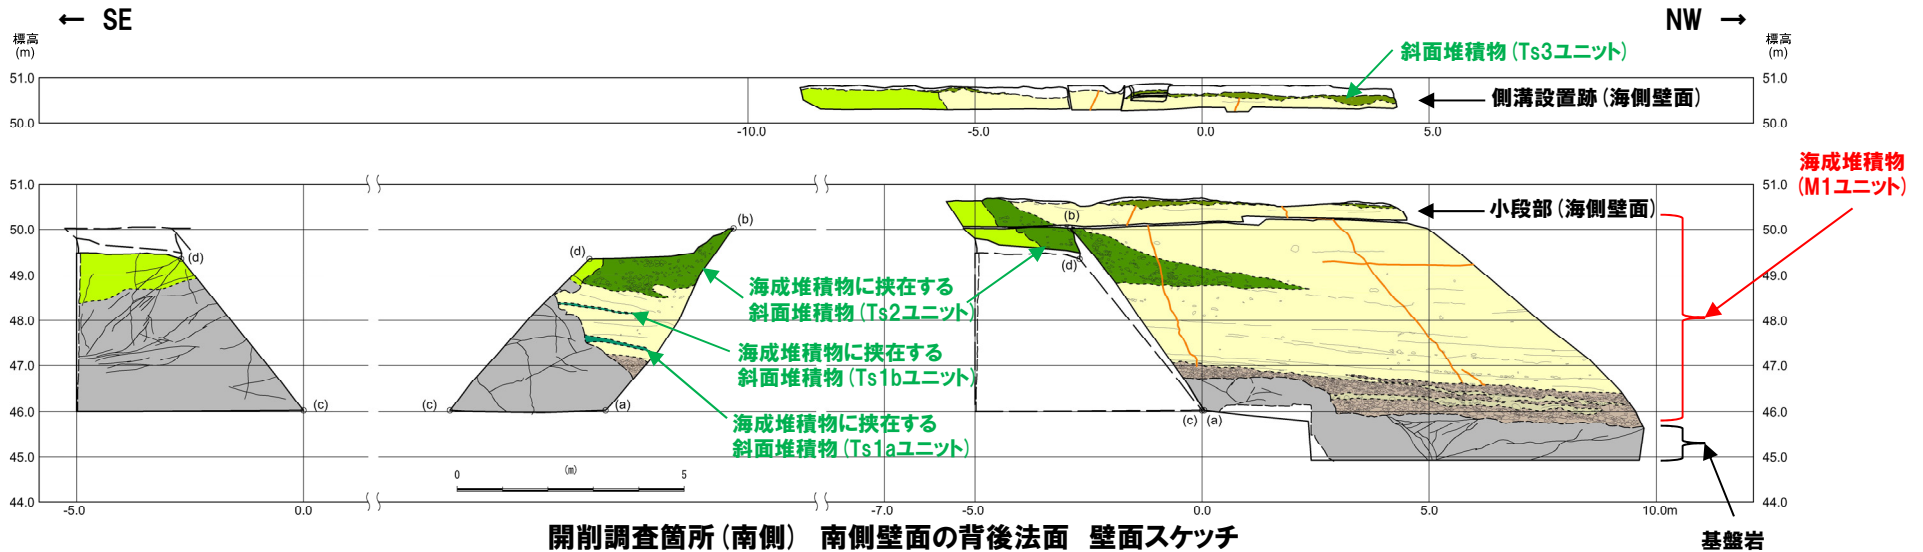 ← SE
NW →
標高
(m)
標高
(m)
斜面堆積物(Ts3ユニット)
51.0
51.0
側溝設置跡(海側壁面)
50.0
50.0
-10.0
-5.0
0.0
5.0
海成堆積物
(M1ユニット)
51.0
51.0
小段部(海側壁面)
50.0
(b)
(b)
50.0
(d)
(d)
(d)
49.0
49.0
海成堆積物に挟在する
斜面堆積物(Ts2ユニット)
48.0
48.0
海成堆積物に挟在する
斜面堆積物(Ts1bユニット)
47.0
47.0
46.0
(c)
(c)
(a)
(c)
(a)
46.0
海成堆積物に挟在する
斜面堆積物(Ts1aユニット)
45.0
45.0
0
(m)
5
44.0
44.0
-5.0
0.0
-7.0
-5.0
0.0
5.0
10.0m
開削調査箇所(南側) 南側壁面の背後法面 壁面スケッチ
基盤岩